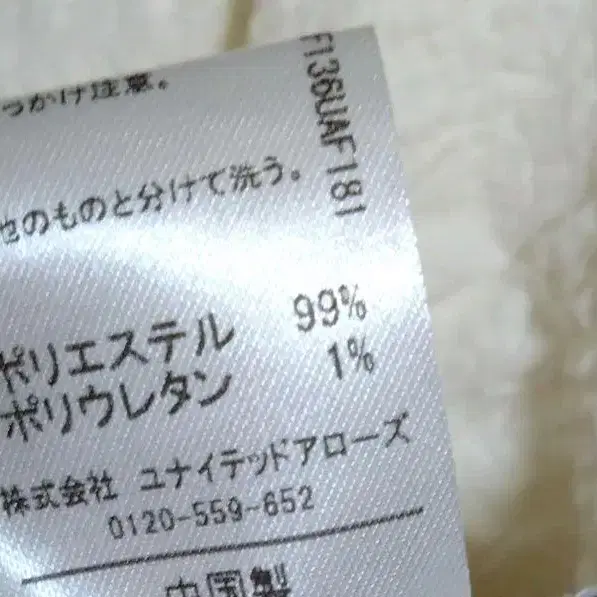 っかけ注意。
他のものと分けて洗う。
F136UAF181
ポリエステル 99%
ポリウレタン 1%
株式会社 ユナイテッドアローズ
0120-559-652
中国製